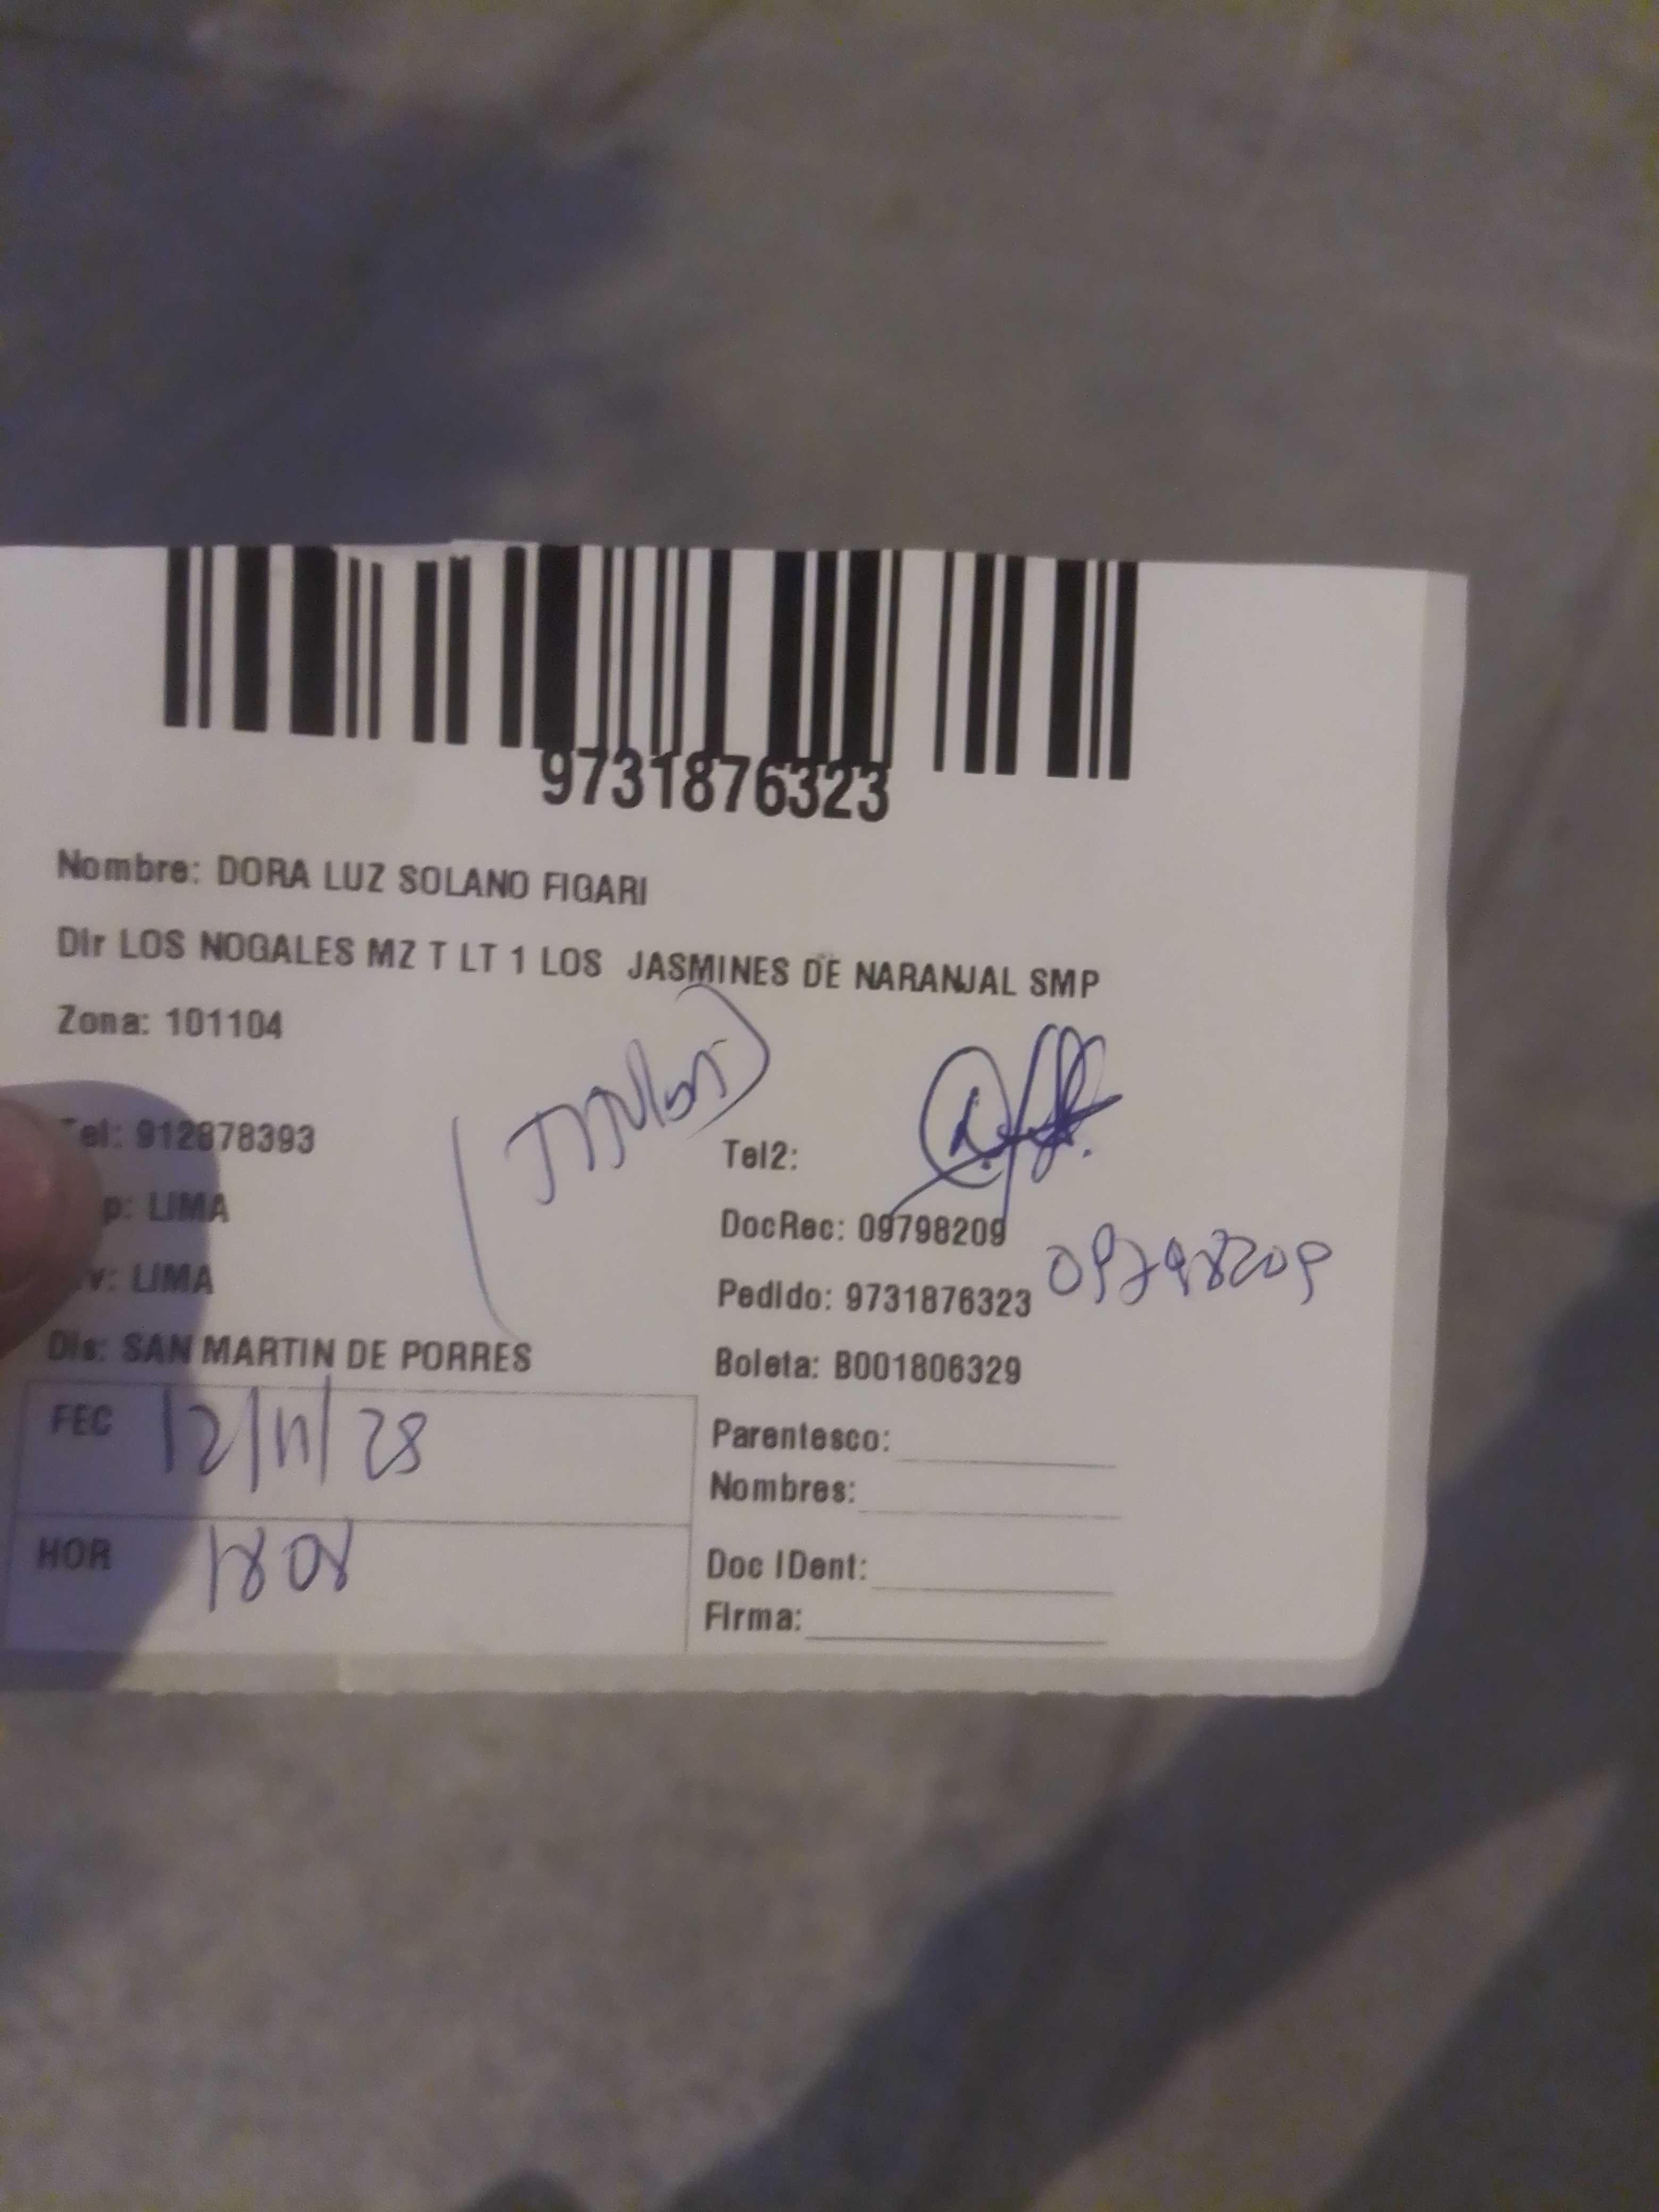 9731876323
Nombre: DORA LUZ SOLANO FIGARI
Dir LOS NOGALES MZ T LT 1 LOS JASMINES DE NARANJAL SMP
Zona: 101104
Tel: 912878393
Tel2:
p: LIMA
DocRec: 09798209
09798209
v: LIMA
Pedido: 9731876323
Dis: SAN MARTIN DE PORRES
Boleta: B001806329
FEC 12/11/28
Parentesco:
Nombres:
HOR 1808
Doc IDent:
Firma: